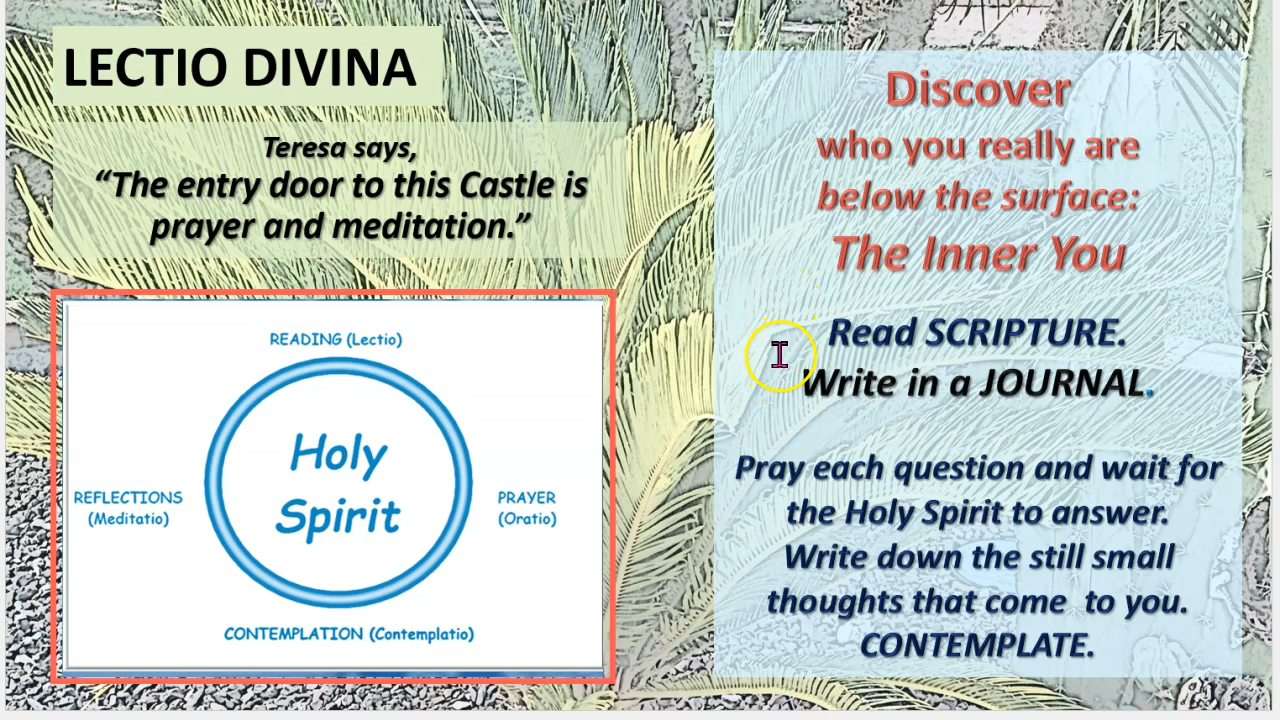 LECTIO DIVINA
Teresa says,
“The entry door to this Castle is
prayer and meditation.”
READING (Lectio)
Holy
Spirit
REFLECTIONS
(Meditatio)
PRAYER
(Oratio)
CONTEMPLATION (Contemplatio)
Discover
who you really are
below the surface:
The Inner You
Read SCRIPTURE.
Write in a JOURNAL.
Pray each question and wait for
the Holy Spirit to answer.
Write down the still small
thoughts that come to you.
CONTEMPLATE.